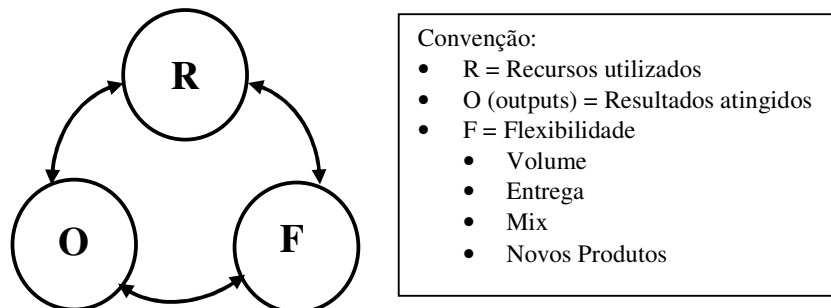 R
O
F
Convenção:
• R = Recursos utilizados
• O (outputs) = Resultados atingidos
• F = Flexibilidade
• Volume
• Entrega
• Mix
• Novos Produtos